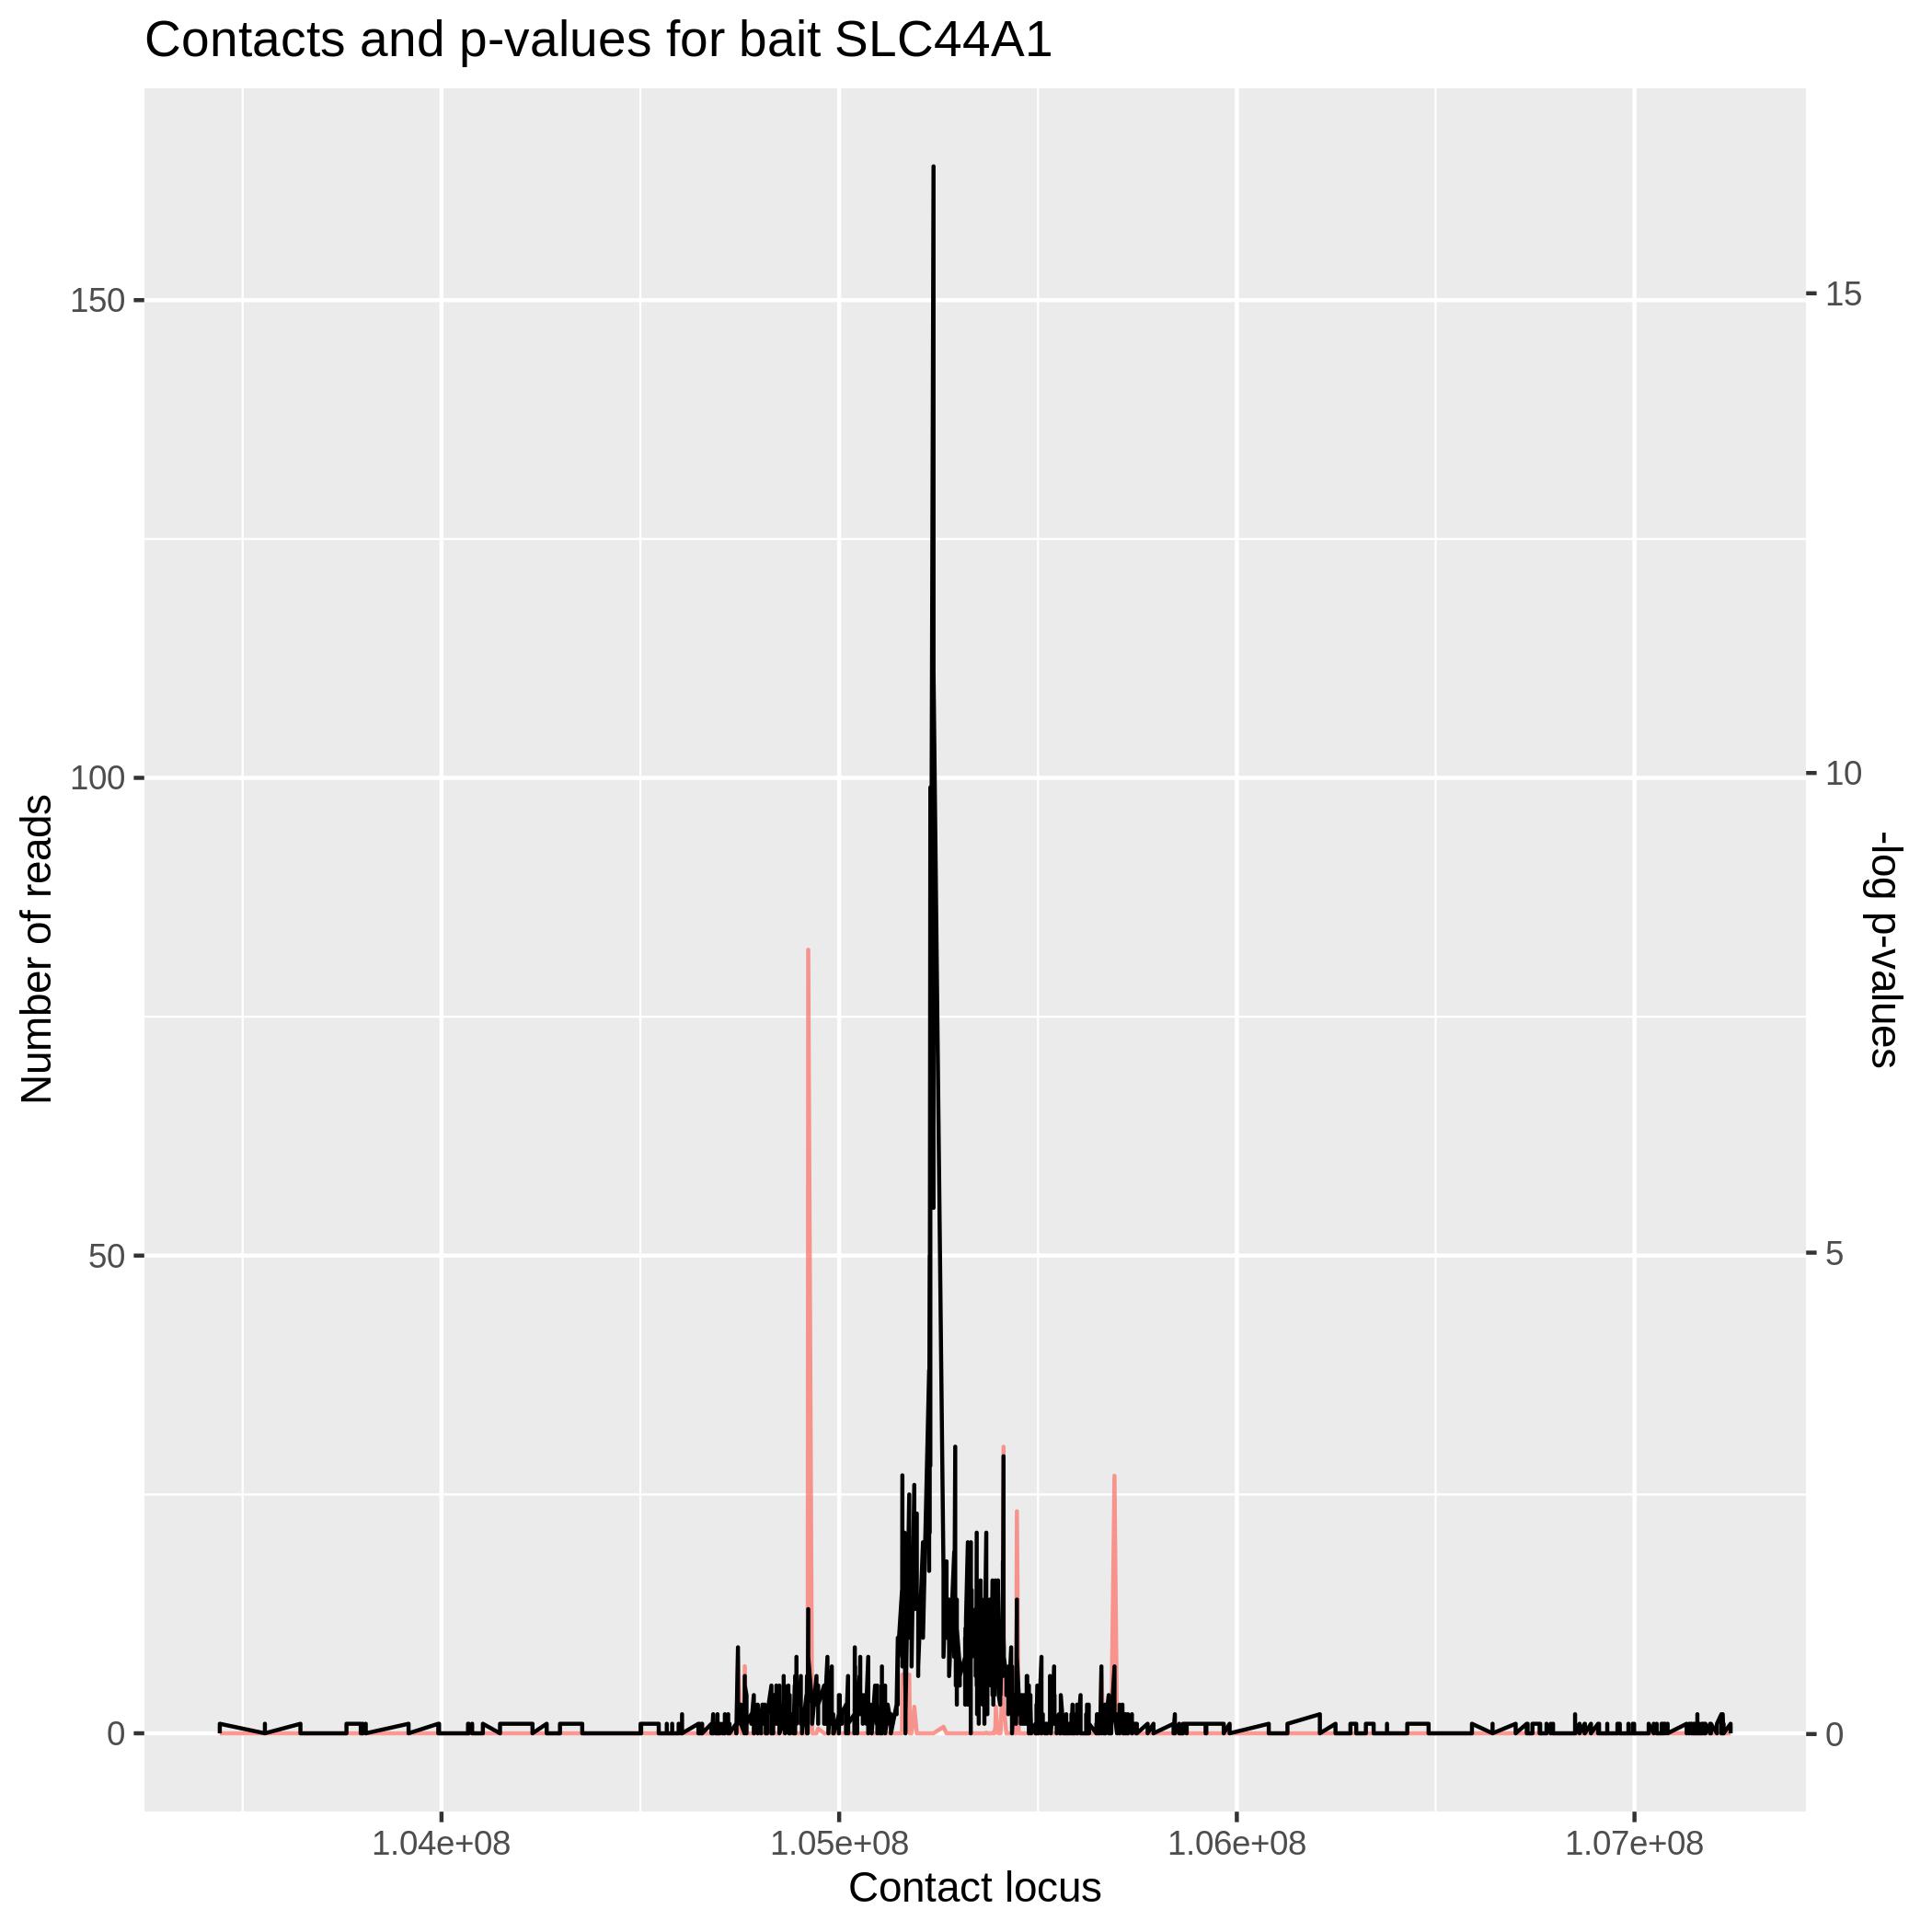 Contacts and p-values for bait SLC44A1
Number of reads
150
100
50
0
15
10
5
0
-log p-values
1.04e+08
1.05e+08
1.06e+08
1.07e+08
Contact locus